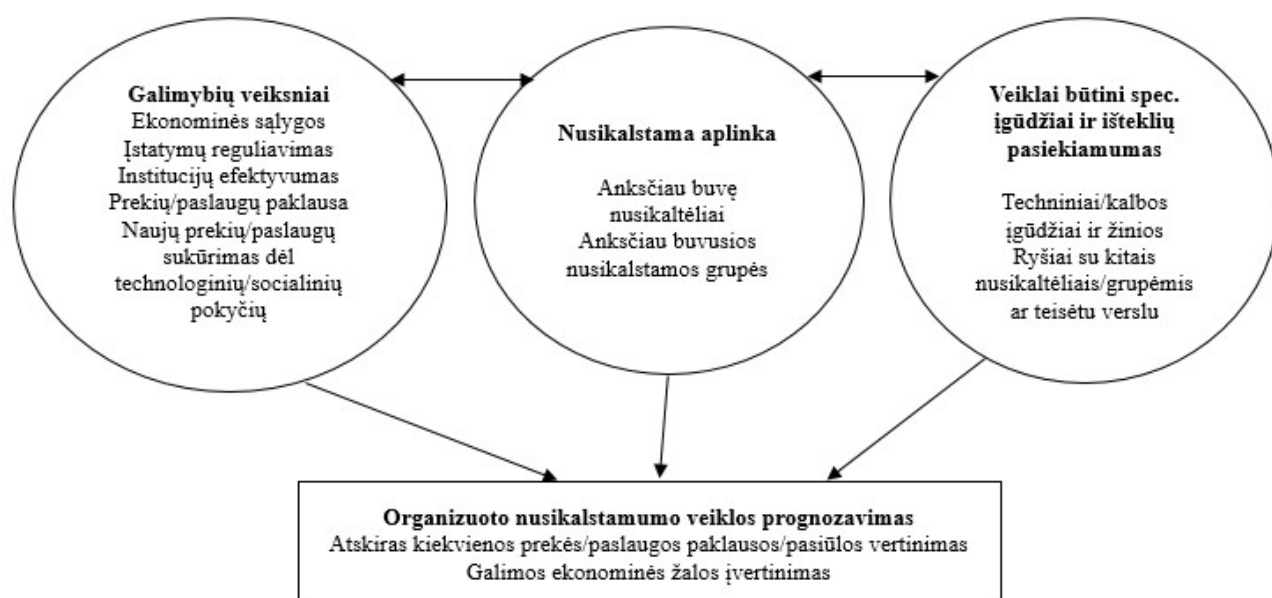 Galimybių veiksniai
Ekonominės sąlygos
Įstatymų reguliavimas
Institucijų efektyvumas
Prekių/paslaugų paklausa
Naujų prekių/paslaugų
sukūrimas dėl
technologinių/socialinių
pokyčių
Nusikalstama aplinka
Anksčiau buvę
nusikaltėliai
Anksčiau buvusios
nusikalstamos grupės
Veiklai būtini spec.
įgūdžiai ir išteklių
pasiekiamumas
Techniniai/kalbos
įgūdžiai ir žinios
Ryšiai su kitais
nusikaltėliais/grupėmis
ar teisėtu verslu
Organizuoto nusikalstamumo veiklos prognozavimas
Atskiras kiekvienos prekės/paslaugos paklausos/pasiūlos vertinimas
Galimos ekonominės žalos įvertinimas